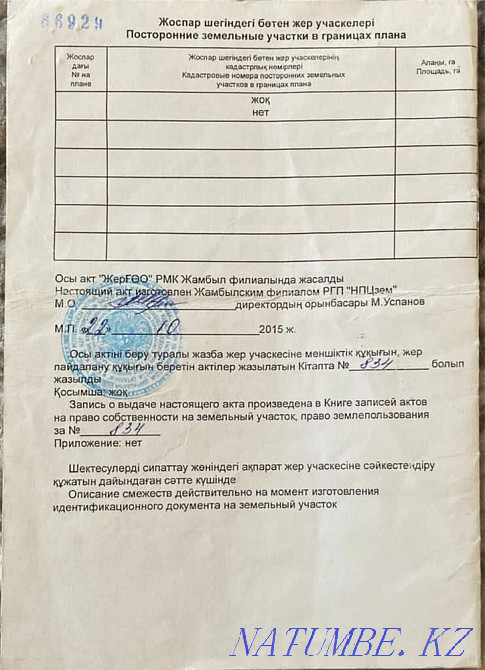 86929
Жоспар шегіндегі бөтен жер учаскелері
Посторонние земельные участки в границах плана
Жоспар
дағы
№ на
плане
Жоспар шегіндегі бөтен жер учаскелерінің
кадастрлық нөмірлері
Кадастровые номера посторонних земельных
участков в границах плана
Алаңы, га
Площадь, га
жоқ
нет
Осы акт "ЖерҒӨО" РМК Жамбыл филиалында жасалды
Настоящий акт изготовлен Жамбылским филиалом РГП "НПЦзем"
М.О. директордың орынбасары М.Успанов
М.П. 22 10 2015 ж.
Осы актіні беру туралы жазба жер учаскесіне меншіктік құқығын, жер
пайдалану құқығын беретін актілер жазылатын Кітапта № 834 болып
жазылды
Қосымша: жоқ
Запись о выдаче настоящего акта произведена в Книге записей актов
на право собственности на земельный участок, право землепользования
за № 834
Приложение: нет
Шектесулерді сипаттау жөніндегі ақпарат жер учаскесіне сәйкестендіру
құжатын дайындаған сәтте күшінде
Описание смежеств действительно на момент изготовления
идентификационного документа на земельный участок
NATUMBE.KZ